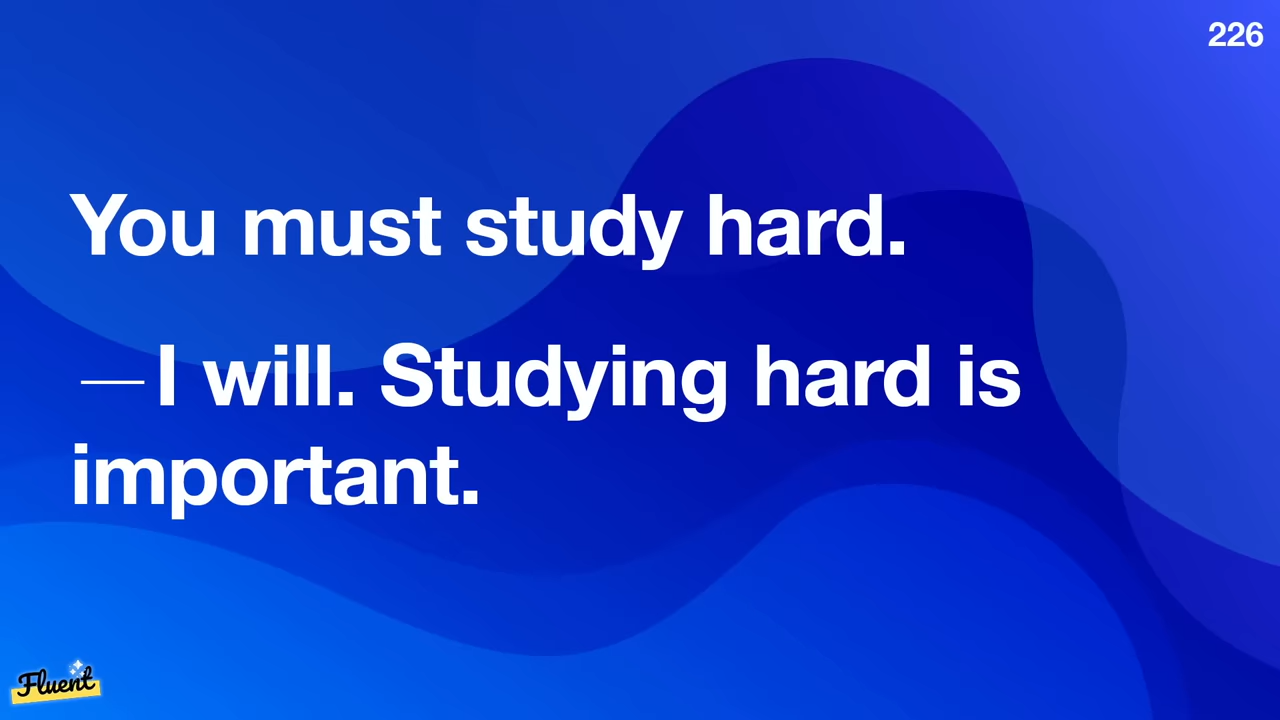 226
You must study hard.
—I will. Studying hard is
important.
Fluent